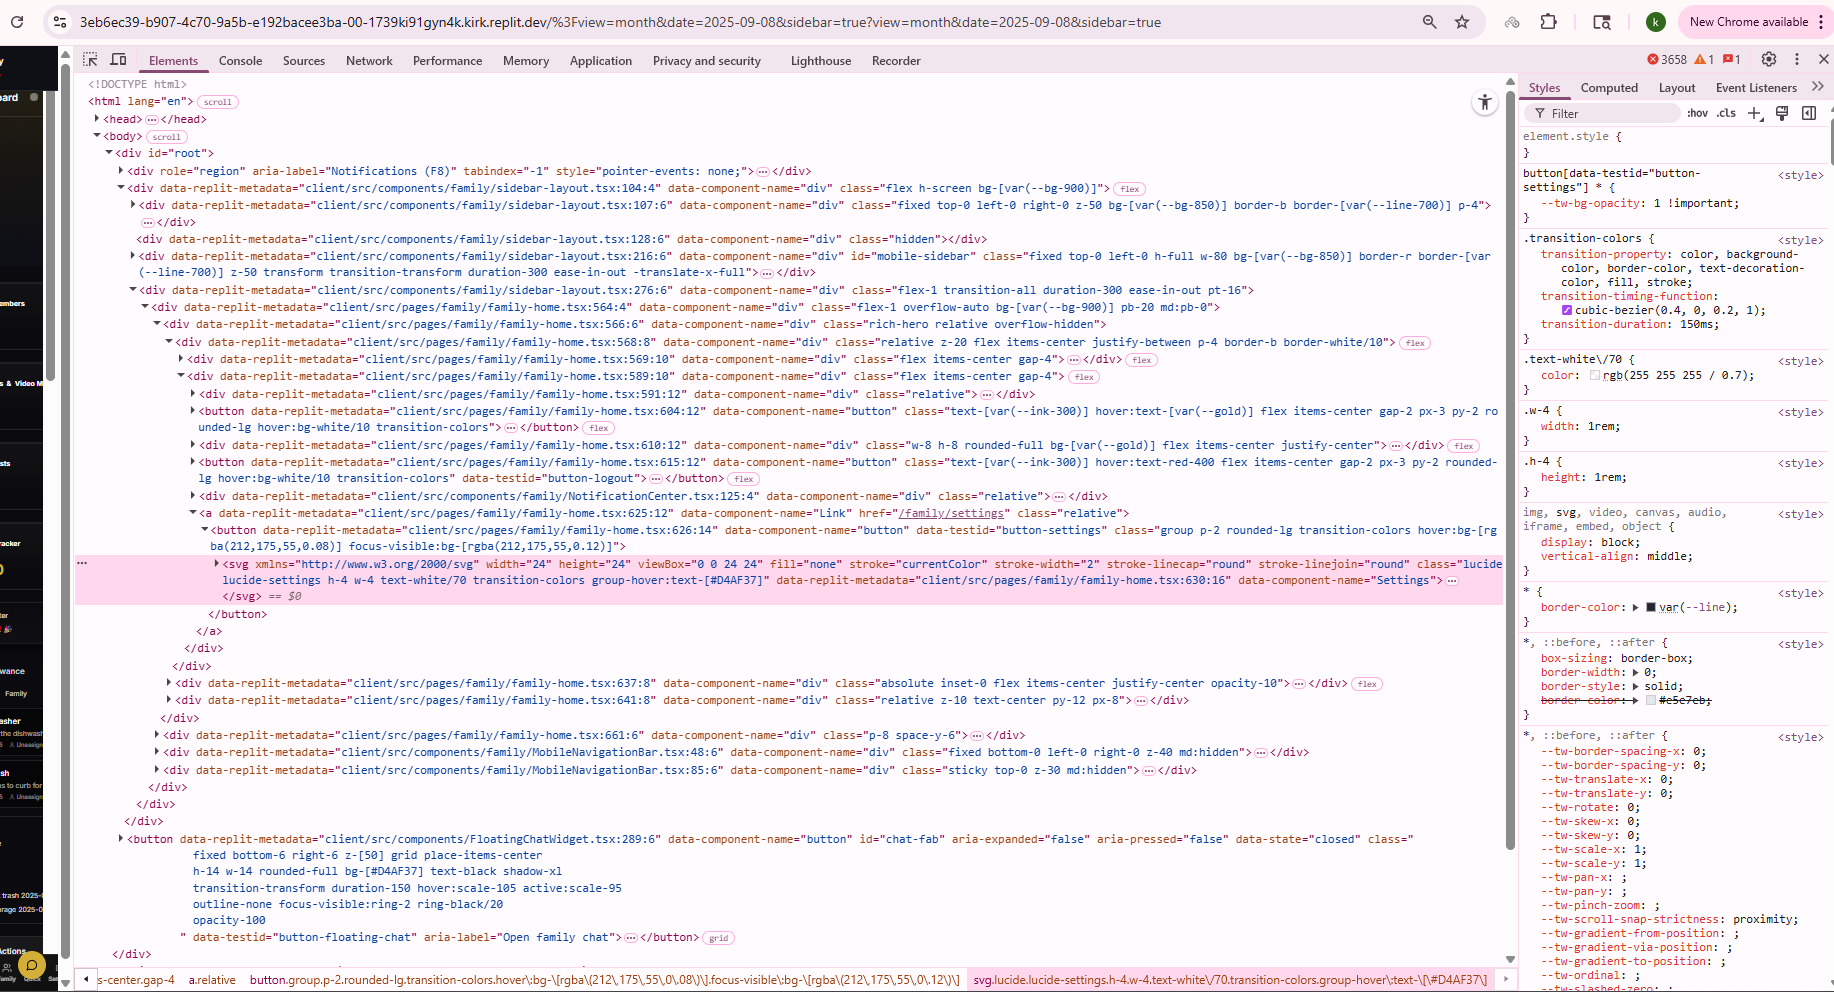 3eb6ec39-b907-4c70-9a5b-e192bacee3ba-00-1739ki91gyn4k.kirk.replit.dev/%3Fview=month&date=2025-09-08&sidebar=true?view=month&date=2025-09-08&sidebar=true
k
New Chrome available
Elements Console Sources Network Performance Memory Application Privacy and security Lighthouse Recorder
3658 1 1
<!DOCTYPE html>
<html lang="en"> scroll
<head> … </head>
<body> scroll
<div id="root">
<div role="region" aria-label="Notifications (F8)" tabindex="-1" style="pointer-events: none;"> … </div>
<div data-replit-metadata="client/src/components/family/sidebar-layout.tsx:104:4" data-component-name="div" class="flex h-screen bg-[var(--bg-900)]"> flex
<div data-replit-metadata="client/src/components/family/sidebar-layout.tsx:107:6" data-component-name="div" class="fixed top-0 left-0 right-0 z-50 bg-[var(--bg-850)] border-b border-[var(--line-700)] p-4">
… </div>
<div data-replit-metadata="client/src/components/family/sidebar-layout.tsx:128:6" data-component-name="div" class="hidden"></div>
<div data-replit-metadata="client/src/components/family/sidebar-layout.tsx:216:6" data-component-name="div" id="mobile-sidebar" class="fixed top-0 left-0 h-full w-80 bg-[var(--bg-850)] border-r border-[var
(--line-700)] z-50 transform transition-transform duration-300 ease-in-out -translate-x-full"> … </div>
<div data-replit-metadata="client/src/components/family/sidebar-layout.tsx:276:6" data-component-name="div" class="flex-1 transition-all duration-300 ease-in-out pt-16">
<div data-replit-metadata="client/src/pages/family/family-home.tsx:564:4" data-component-name="div" class="flex-1 overflow-auto bg-[var(--bg-900)] pb-20 md:pb-0">
<div data-replit-metadata="client/src/pages/family/family-home.tsx:566:6" data-component-name="div" class="rich-hero relative overflow-hidden">
<div data-replit-metadata="client/src/pages/family/family-home.tsx:568:8" data-component-name="div" class="relative z-20 flex items-center justify-between p-4 border-b border-white/10"> flex
<div data-replit-metadata="client/src/pages/family/family-home.tsx:569:10" data-component-name="div" class="flex items-center gap-4"> … </div> flex
<div data-replit-metadata="client/src/pages/family/family-home.tsx:589:10" data-component-name="div" class="flex items-center gap-4"> flex
<div data-replit-metadata="client/src/pages/family/family-home.tsx:591:12" data-component-name="div" class="relative"> … </div>
<button data-replit-metadata="client/src/pages/family/family-home.tsx:604:12" data-component-name="button" class="text-[var(--ink-300)] hover:text-[var(--gold)] flex items-center gap-2 px-3 py-2 ro
unded-lg hover:bg-white/10 transition-colors"> … </button> flex
<div data-replit-metadata="client/src/pages/family/family-home.tsx:610:12" data-component-name="div" class="w-8 h-8 rounded-full bg-[var(--gold)] flex items-center justify-center"> … </div> flex
<button data-replit-metadata="client/src/pages/family/family-home.tsx:615:12" data-component-name="button" class="text-[var(--ink-300)] hover:text-red-400 flex items-center gap-2 px-3 py-2 rounded-
lg hover:bg-white/10 transition-colors" data-testid="button-logout"> … </button> flex
<div data-replit-metadata="client/src/components/family/NotificationCenter.tsx:125:4" data-component-name="div" class="relative"> … </div>
<a data-replit-metadata="client/src/pages/family/family-home.tsx:625:12" data-component-name="Link" href="/family/settings" class="relative">
<button data-replit-metadata="client/src/pages/family/family-home.tsx:626:14" data-component-name="button" data-testid="button-settings" class="group p-2 rounded-lg transition-colors hover:bg-[rg
ba(212,175,55,0.08)] focus-visible:bg-[rgba(212,175,55,0.12)]">
<svg xmlns="http://www.w3.org/2000/svg" width="24" height="24" viewBox="0 0 24 24" fill="none" stroke="currentColor" stroke-width="2" stroke-linecap="round" stroke-linejoin="round" class="lucide
lucide-settings h-4 w-4 text-white/70 transition-colors group-hover:text-[#D4AF37]" data-replit-metadata="client/src/pages/family/family-home.tsx:630:16" data-component-name="Settings"> …
</svg> == $0
</button>
</a>
</div>
</div>
<div data-replit-metadata="client/src/pages/family/family-home.tsx:637:8" data-component-name="div" class="absolute inset-0 flex items-center justify-center opacity-10"> … </div> flex
<div data-replit-metadata="client/src/pages/family/family-home.tsx:641:8" data-component-name="div" class="relative z-10 text-center py-12 px-8"> … </div>
</div>
<div data-replit-metadata="client/src/pages/family/family-home.tsx:661:6" data-component-name="div" class="p-8 space-y-6"> … </div>
<div data-replit-metadata="client/src/components/family/MobileNavigationBar.tsx:48:6" data-component-name="div" class="fixed bottom-0 left-0 right-0 z-40 md:hidden"> … </div>
<div data-replit-metadata="client/src/components/family/MobileNavigationBar.tsx:85:6" data-component-name="div" class="sticky top-0 z-30 md:hidden"> … </div>
</div>
</div>
</div>
<button data-replit-metadata="client/src/components/FloatingChatWidget.tsx:289:6" data-component-name="button" id="chat-fab" aria-expanded="false" aria-pressed="false" data-state="closed" class="
fixed bottom-6 right-6 z-[50] grid place-items-center
h-14 w-14 rounded-full bg-[#D4AF37] text-black shadow-xl
transition-transform duration-150 hover:scale-105 active:scale-95
outline-none focus-visible:ring-2 ring-black/20
opacity-100
" data-testid="button-floating-chat" aria-label="Open family chat"> … </button> grid
</div>
s-center.gap-4 a.relative button.group.p-2.rounded-lg.transition-colors.hover\:bg-\[rgba\(212\,175\,55\,0\.08\)\].focus-visible\:bg-\[rgba\(212\,175\,55\,0\.12\)\] svg.lucide.lucide-settings.h-4.w-4.text-white\/70.transition-colors.group-hover\:text-\[\#D4AF37\]
Styles Computed Layout Event Listeners
Filter :hov .cls
element.style {
}
button[data-testid="button- <style>
settings"] * {
--tw-bg-opacity: 1 !important;
}
.transition-colors { <style>
transition-property: color, background-
color, border-color, text-decoration-
color, fill, stroke;
transition-timing-function:
cubic-bezier(0.4, 0, 0.2, 1);
transition-duration: 150ms;
}
.text-white\/70 { <style>
color: rgb(255 255 255 / 0.7);
}
.w-4 { <style>
width: 1rem;
}
.h-4 { <style>
height: 1rem;
}
img, svg, video, canvas, audio, <style>
iframe, embed, object {
display: block;
vertical-align: middle;
}
* { <style>
border-color: var(--line);
}
*, ::before, ::after { <style>
box-sizing: border-box;
border-width: 0;
border-style: solid;
border-color: #e5e7eb;
}
*, ::before, ::after { <style>
--tw-border-spacing-x: 0;
--tw-border-spacing-y: 0;
--tw-translate-x: 0;
--tw-translate-y: 0;
--tw-rotate: 0;
--tw-skew-x: 0;
--tw-skew-y: 0;
--tw-scale-x: 1;
--tw-scale-y: 1;
--tw-pan-x: ;
--tw-pan-y: ;
--tw-pinch-zoom: ;
--tw-scroll-snap-strictness: proximity;
--tw-gradient-from-position: ;
--tw-gradient-via-position: ;
--tw-gradient-to-position: ;
--tw-ordinal: ;
--tw-slashed-zero: ;
y
ard
embers
s & Video M
sts
racker
ter
wance
Family
asher
the dishwash
Unassign
sh
s to curb for
Unassign
trash 2025-
rage 2025-0
Actions